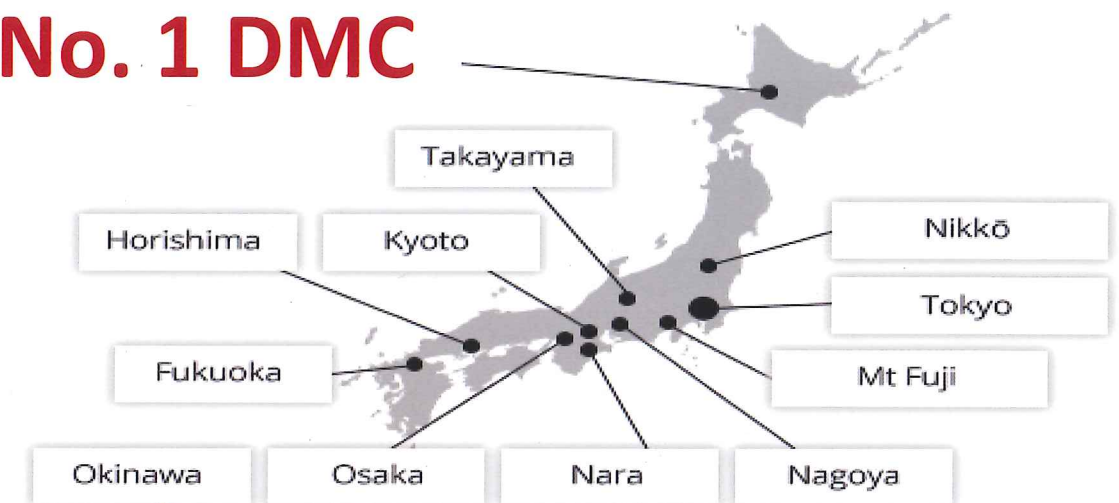 No. 1 DMC
Takayama
Horishima
Kyoto
Nikkō
Tokyo
Fukuoka
Mt Fuji
Okinawa
Osaka
Nara
Nagoya